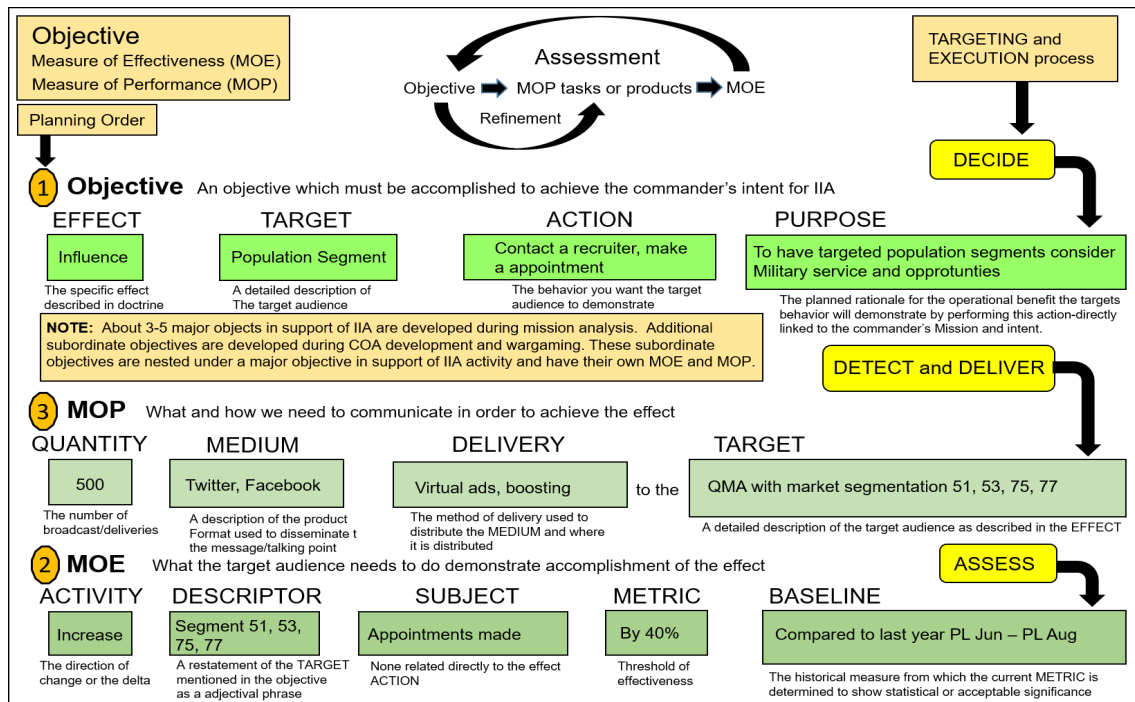 Objective
Measure of Effectiveness (MOE)
Measure of Performance (MOP)
Planning Order
Assessment
Objective MOP tasks or products MOE
Refinement
TARGETING and
EXECUTION process
DECIDE
1 Objective An objective which must be accomplished to achieve the commander's intent for IIA
EFFECT
Influence
The specific effect
described in doctrine
TARGET
Population Segment
A detailed description of
The target audience
ACTION
Contact a recruiter, make
a appointment
The behavior you want the target
audience to demonstrate
PURPOSE
To have targeted population segments consider
Military service and opprotunties
The planned rationale for the operational benefit the targets
behavior will demonstrate by performing this action-directly
linked to the commander's Mission and intent.
NOTE: About 3-5 major objects in support of IIA are developed during mission analysis. Additional
subordinate objectives are developed during COA development and wargaming. These subordinate
objectives are nested under a major objective in support of IIA activity and have their own MOE and MOP.
DETECT and DELIVER
3 MOP What and how we need to communicate in order to achieve the effect
QUANTITY
500
The number of
broadcast/deliveries
MEDIUM
Twitter, Facebook
A description of the product
Format used to disseminate t
the message/talking point
DELIVERY
Virtual ads, boosting
The method of delivery used to
distribute the MEDIUM and where
it is distributed
to the
TARGET
QMA with market segmentation 51, 53, 75, 77
A detailed description of the target audience as described in the EFFECT
ASSESS
2 MOE What the target audience needs to do demonstrate accomplishment of the effect
ACTIVITY
Increase
The direction of
change or the delta
DESCRIPTOR
Segment 51, 53,
75, 77
A restatement of the TARGET
mentioned in the objective
as a adjectival phrase
SUBJECT
Appointments made
None related directly to the effect
ACTION
METRIC
By 40%
Threshold of
effectiveness
BASELINE
Compared to last year PL Jun – PL Aug
The historical measure from which the current METRIC is
determined to show statistical or acceptable significance